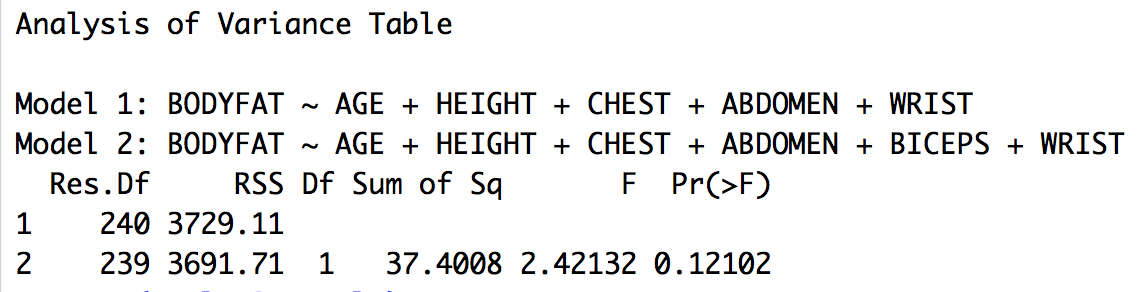 Analysis of Variance Table
Model 1: BODYFAT ~ AGE + HEIGHT + CHEST + ABDOMEN + WRIST
Model 2: BODYFAT ~ AGE + HEIGHT + CHEST + ABDOMEN + BICEPS + WRIST
Res.Df RSS Df Sum of Sq F Pr(>F)
1 240 3729.11
2 239 3691.71 1 37.4008 2.42132 0.12102